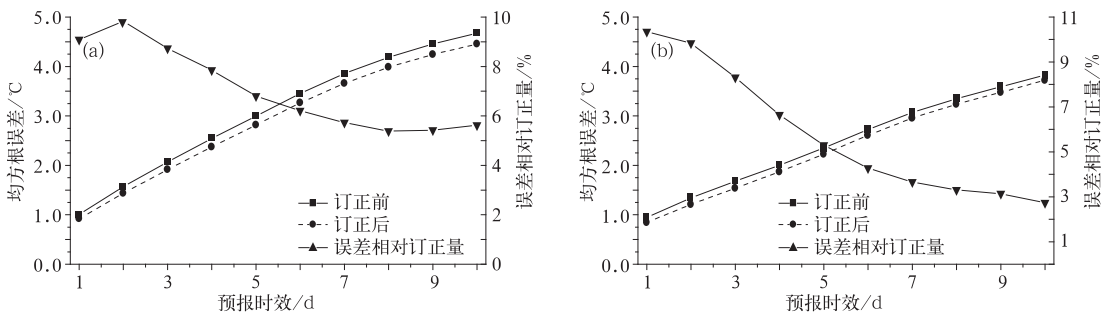 (a)
均方根误差/℃
5.0
4.0
3.0
2.0
1.0
0.0
10
8
6
4
2
0
误差相对订正量/%
订正前
订正后
误差相对订正量
1
3
5
7
9
预报时效/d
(b)
均方根误差/℃
5.0
4.0
3.0
2.0
1.0
0.0
11
9
7
5
3
1
误差相对订正量/%
订正前
订正后
误差相对订正量
1
3
5
7
9
预报时效/d